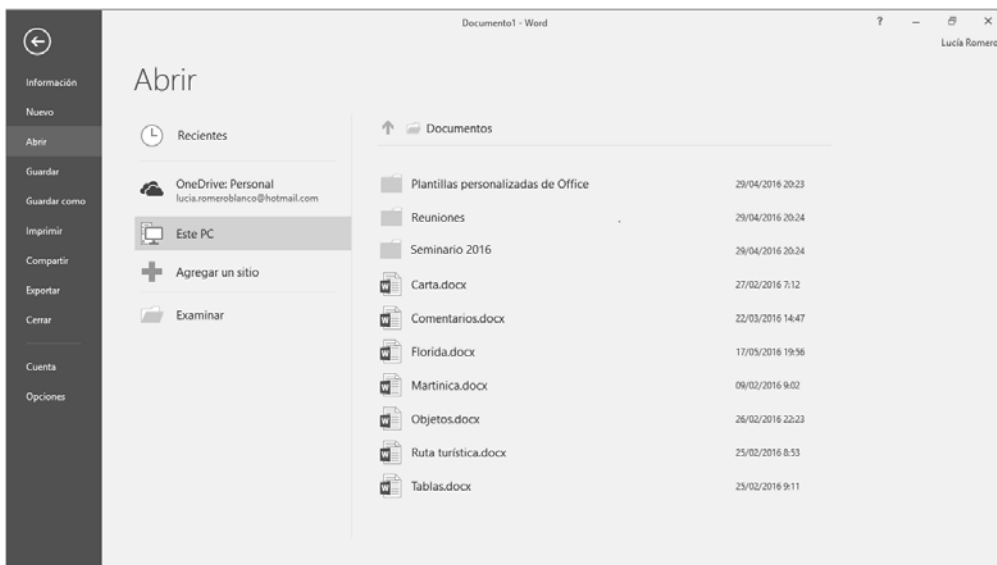 Documento1 - Word
? 
Lucía Romero
Información
Nuevo
Abrir
Guardar
Guardar como
Imprimir
Compartir
Exportar
Cerrar
Cuenta
Opciones
Abrir
Recientes
OneDrive: Personal
lucia.romeroblanco@hotmail.com
Este PC
Agregar un sitio
Examinar
Documentos
Plantillas personalizadas de Office 29/04/2016 20:23
Reuniones 29/04/2016 20:24
Seminario 2016 29/04/2016 20:24
Carta.docx 27/02/2016 7:12
Comentarios.docx 22/03/2016 14:47
Florida.docx 17/05/2016 19:56
Martinica.docx 09/02/2016 9:02
Objetos.docx 26/02/2016 22:23
Ruta turística.docx 25/02/2016 8:53
Tablas.docx 25/02/2016 9:11